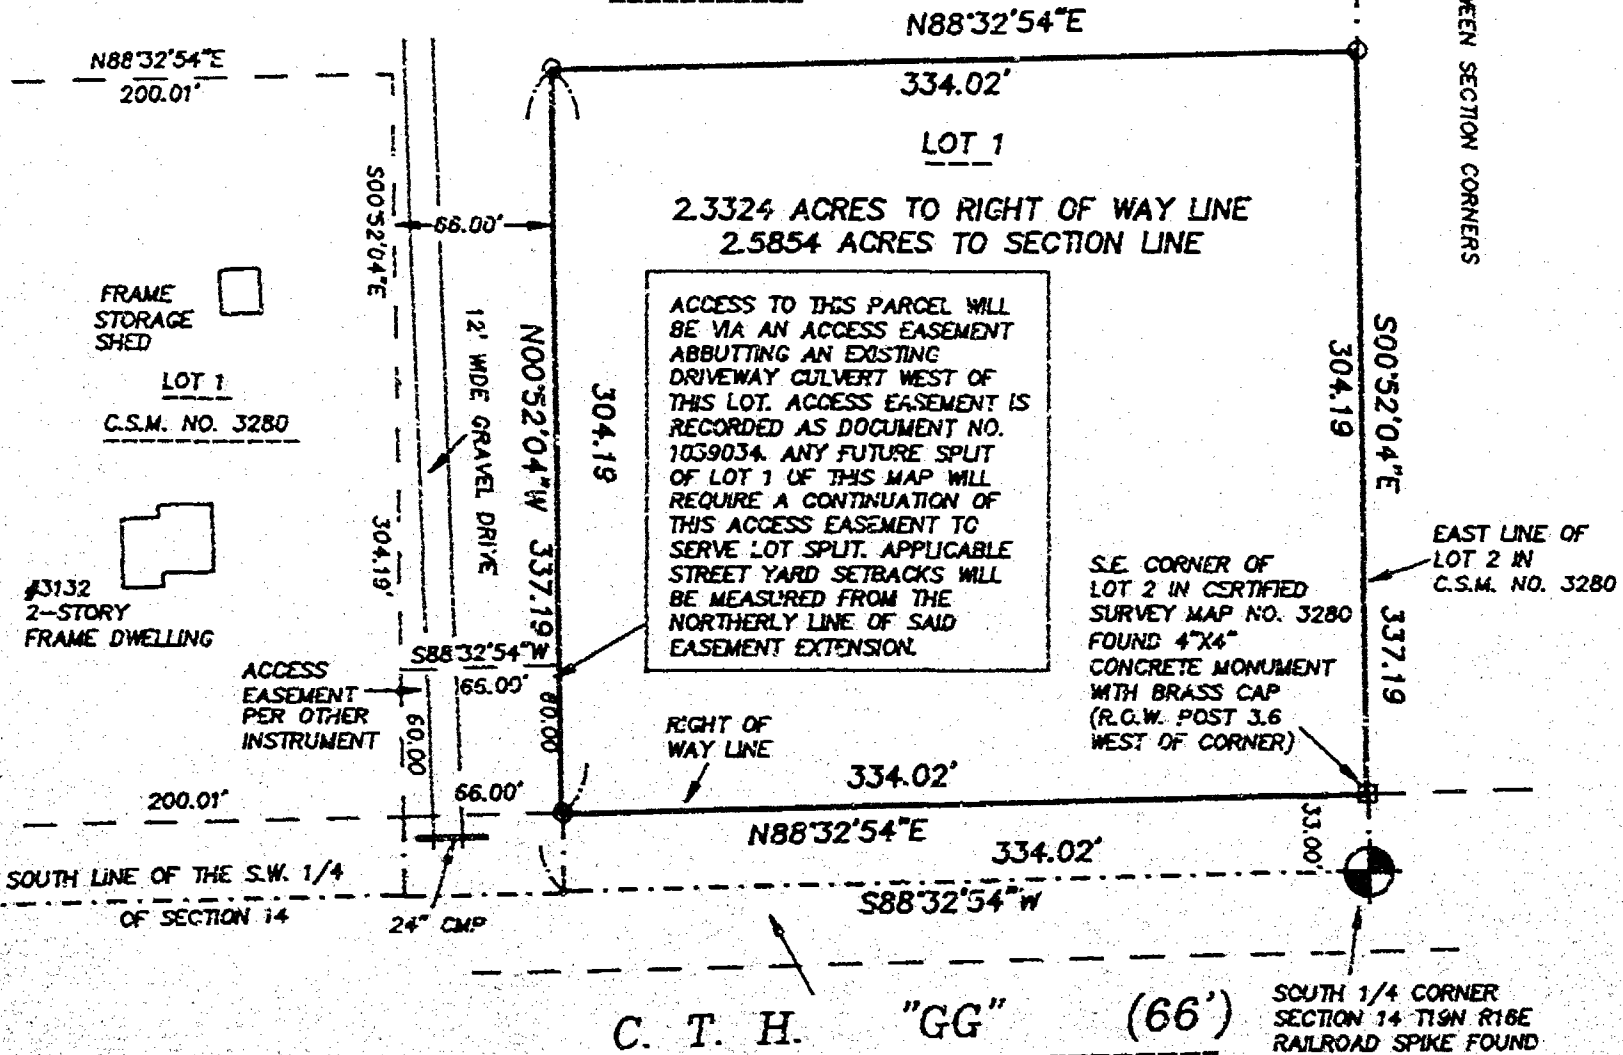 N88°32'54"E
334.02'
N88°32'54"E
200.01'
EEN SECTION CORNERS
LOT 1
2.3324 ACRES TO RIGHT OF WAY LINE
2.5854 ACRES TO SECTION LINE
S00°52'04"E
66.00'
FRAME
STORAGE
SHED
LOT 1
C.S.M. NO. 3280
12' WIDE GRAVEL DRIVE
N00°52'04"W 337.19
304.19
ACCESS TO THIS PARCEL WILL
BE VIA AN ACCESS EASEMENT
ABBUTTING AN EXISTING
DRIVEWAY CULVERT WEST OF
THIS LOT. ACCESS EASEMENT IS
RECORDED AS DOCUMENT NO.
1039034. ANY FUTURE SPLIT
OF LOT 1 OF THIS MAP WILL
REQUIRE A CONTINUATION OF
THIS ACCESS EASEMENT TO
SERVE LOT SPLIT. APPLICABLE
STREET YARD SETBACKS WILL
BE MEASURED FROM THE
NORTHERLY LINE OF SAID
EASEMENT EXTENSION.
304.19
S00°52'04"E
337.19
EAST LINE OF
LOT 2 IN
C.S.M. NO. 3280
S.E. CORNER OF
LOT 2 IN CERTIFIED
SURVEY MAP NO. 3280
FOUND 4"X4"
CONCRETE MONUMENT
WITH BRASS CAP
(R.O.W. POST 3.6
WEST OF CORNER)
304.19'
#3132
2-STORY
FRAME DWELLING
ACCESS
EASEMENT
PER OTHER
INSTRUMENT
S88°32'54"W
66.00'
60.00
60.00
RIGHT OF
WAY LINE
200.01'
66.00'
334.02'
N88°32'54"E
33.00'
334.02'
S88°32'54"W
SOUTH LINE OF THE S.W. 1/4
OF SECTION 14
24" CMP
C. T. H. "GG" (66')
SOUTH 1/4 CORNER
SECTION 14 T19N R16E
RAILROAD SPIKE FOUND